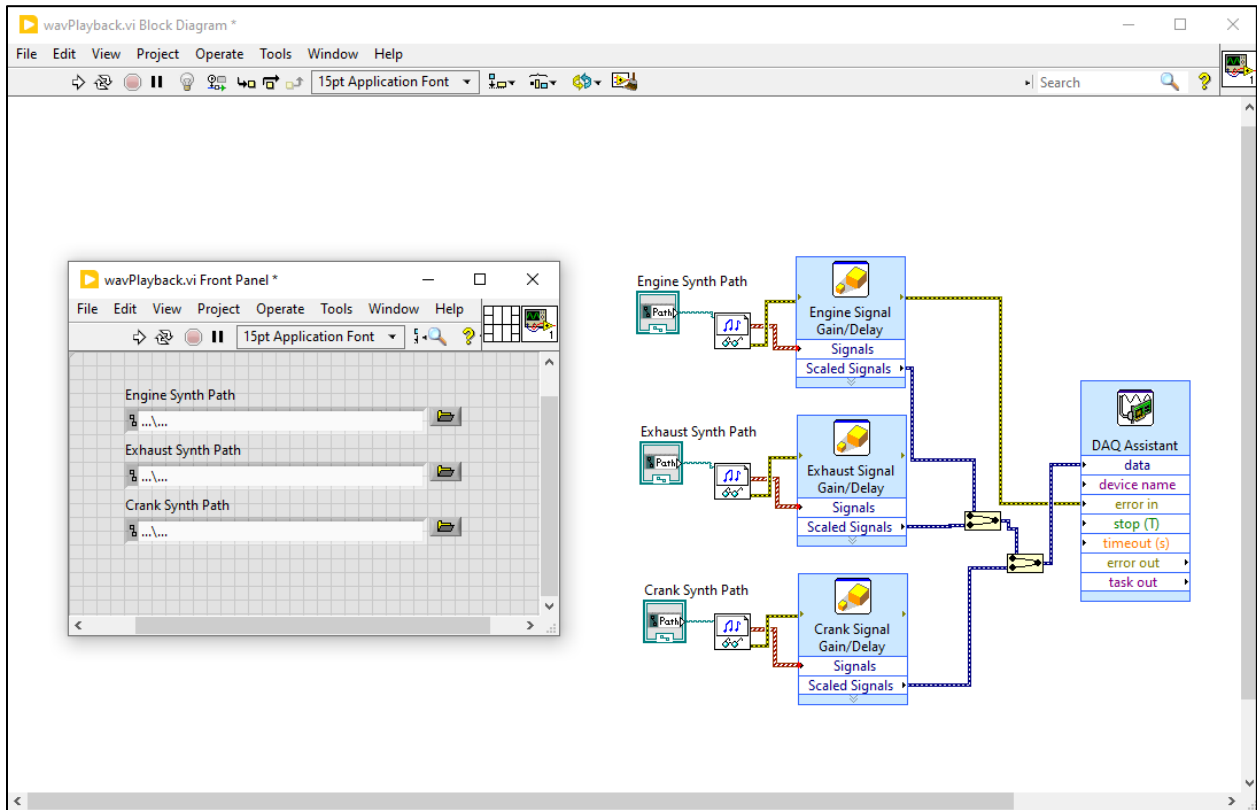 wavPlayback.vi Block Diagram *
File Edit View Project Operate Tools Window Help
15pt Application Font
Search
1
wavPlayback.vi Front Panel *
File Edit View Project Operate Tools Window Help
15pt Application Font
1
Engine Synth Path
...\...
Exhaust Synth Path
...\...
Crank Synth Path
...\...
Engine Synth Path
Path
Engine Signal
Gain/Delay
Signals
Scaled Signals
Exhaust Synth Path
Path
Exhaust Signal
Gain/Delay
Signals
Scaled Signals
Crank Synth Path
Path
Crank Signal
Gain/Delay
Signals
Scaled Signals
DAQ Assistant
data
device name
error in
stop (T)
timeout (s)
error out
task out